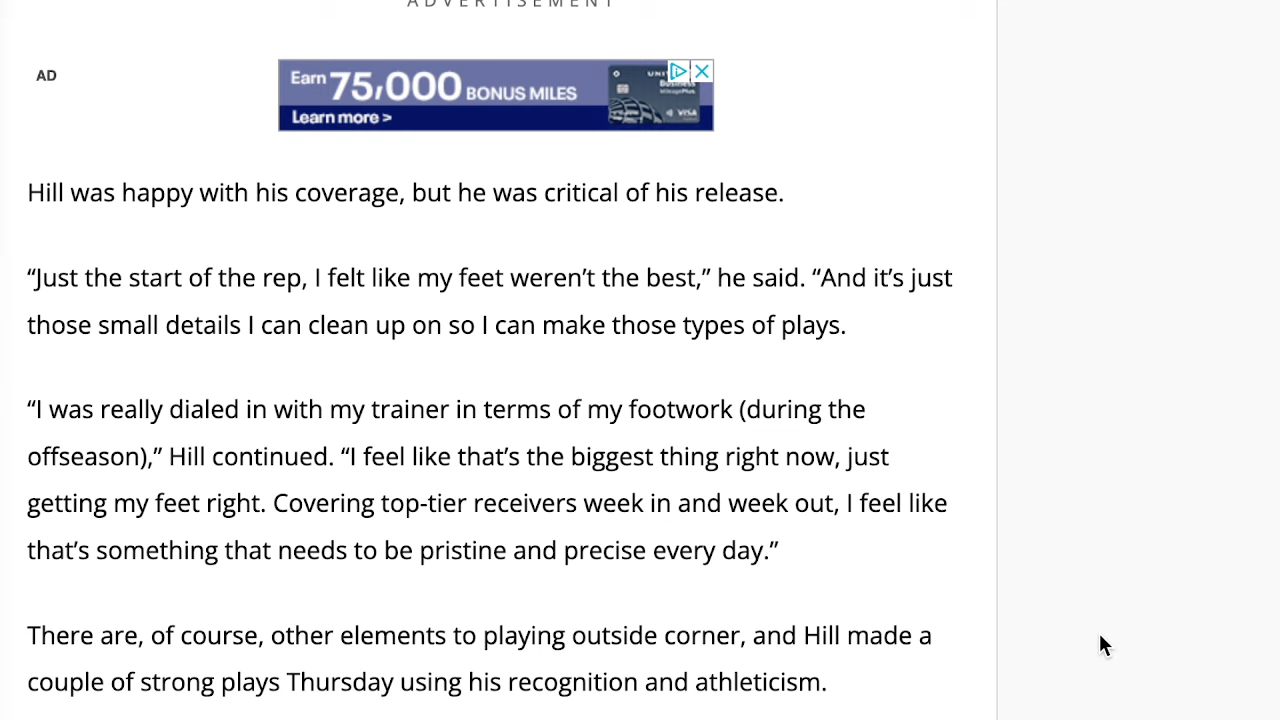 ADVERTISEMENT
AD
Earn 75,000 BONUS MILES
Learn more >
Business
MileagePlus
VISA
Hill was happy with his coverage, but he was critical of his release.
“Just the start of the rep, I felt like my feet weren’t the best,” he said. “And it’s just
those small details I can clean up on so I can make those types of plays.
“I was really dialed in with my trainer in terms of my footwork (during the
offseason),” Hill continued. “I feel like that’s the biggest thing right now, just
getting my feet right. Covering top-tier receivers week in and week out, I feel like
that’s something that needs to be pristine and precise every day.”
There are, of course, other elements to playing outside corner, and Hill made a
couple of strong plays Thursday using his recognition and athleticism.